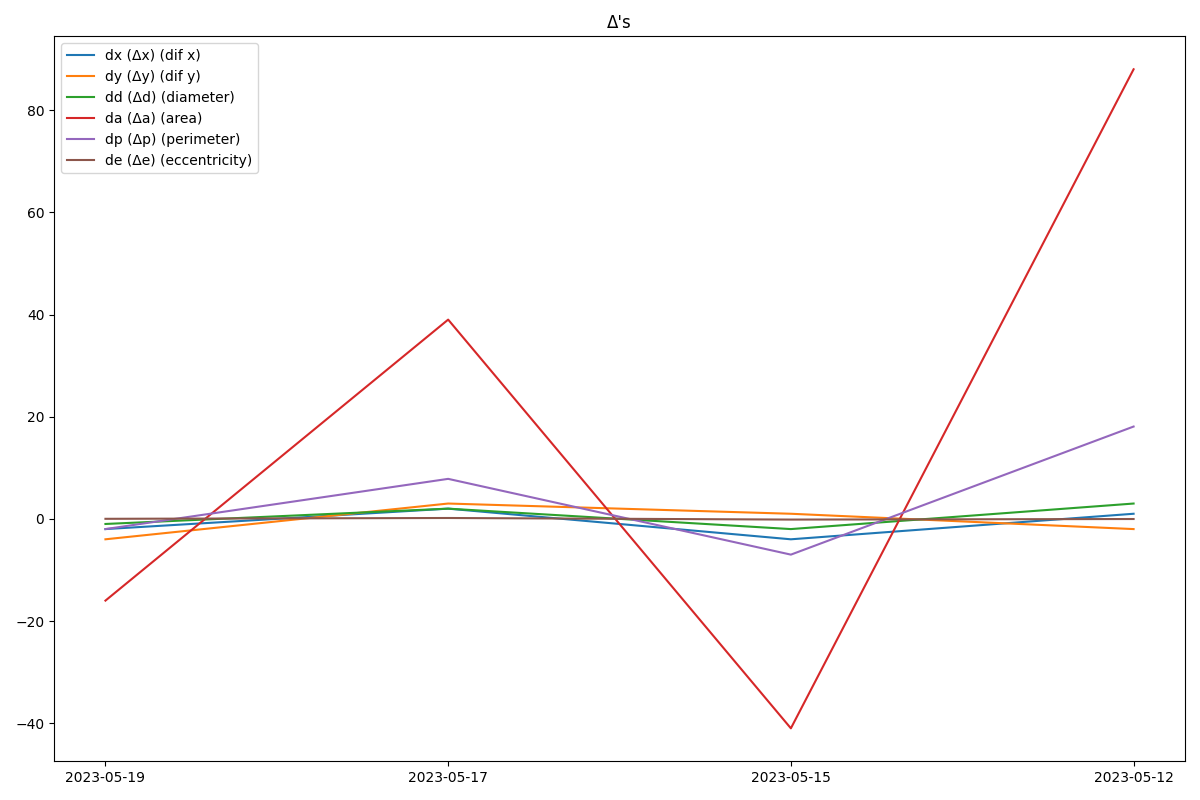 Δ's
dx (Δx) (dif x)
dy (Δy) (dif y)
dd (Δd) (diameter)
da (Δa) (area)
dp (Δp) (perimeter)
de (Δe) (eccentricity)
80
60
40
20
0
−20
−40
2023-05-19 2023-05-17 2023-05-15 2023-05-12